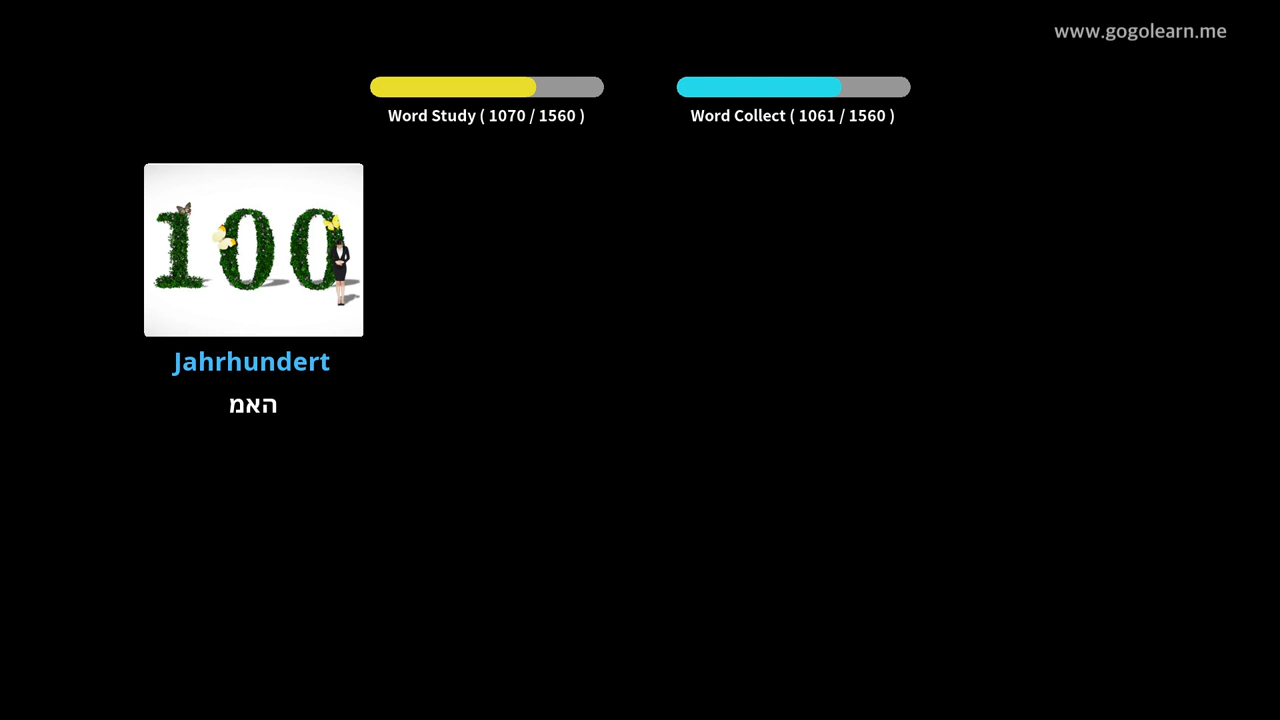 www.gogolearn.me
Word Study ( 1070 / 1560 )
Word Collect ( 1061 / 1560 )
100
Jahrhundert
האמ